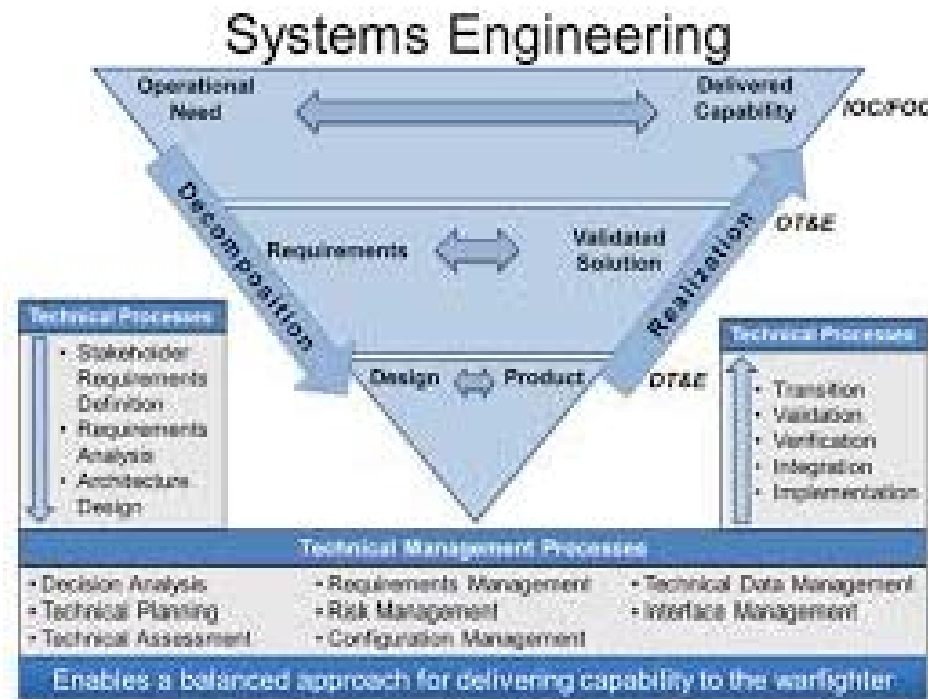 Systems Engineering
Operational
Need
Delivered
Capability
IOC/FOC
Decomposition
Realization
OT&E
Requirements
Validated
Solution
Design
Product
DT&E
Technical Processes
• Stakeholder
Requirements
Definition
• Requirements
Analysis
• Architecture
Design
Technical Processes
• Transition
• Validation
• Verification
• Integration
• Implementation
Technical Management Processes
• Decision Analysis
• Technical Planning
• Technical Assessment
• Requirements Management
• Risk Management
• Configuration Management
• Technical Data Management
• Interface Management
Enables a balanced approach for delivering capability to the warfighter